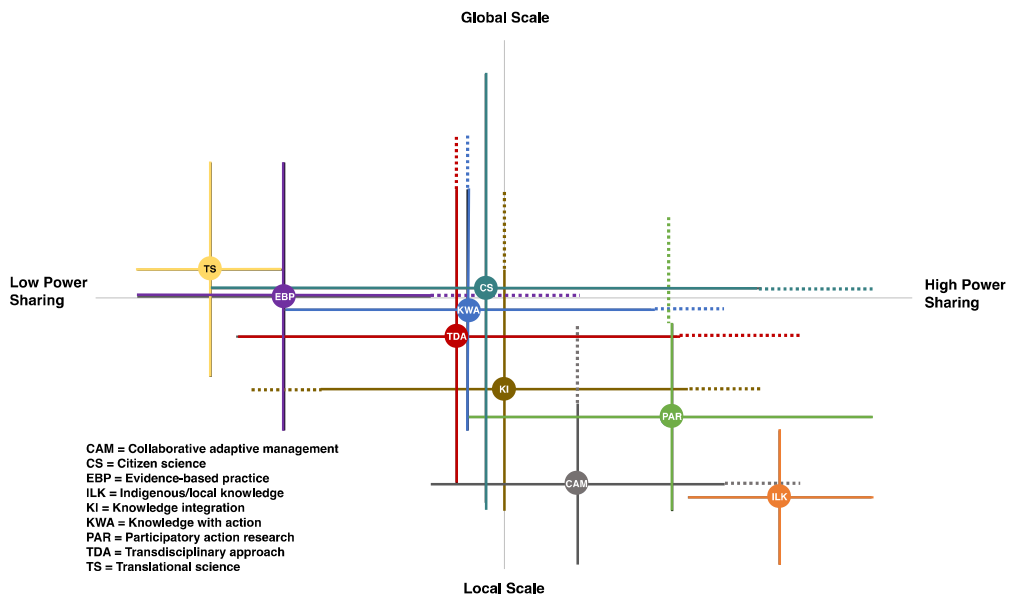 Global Scale
TS
Low Power
Sharing
High Power
Sharing
CS
EBP
KWA
TDA
KI
PAR
CAM
ILK
CAM = Collaborative adaptive management
CS = Citizen science
EBP = Evidence-based practice
ILK = Indigenous/local knowledge
KI = Knowledge integration
KWA = Knowledge with action
PAR = Participatory action research
TDA = Transdisciplinary approach
TS = Translational science
Local Scale